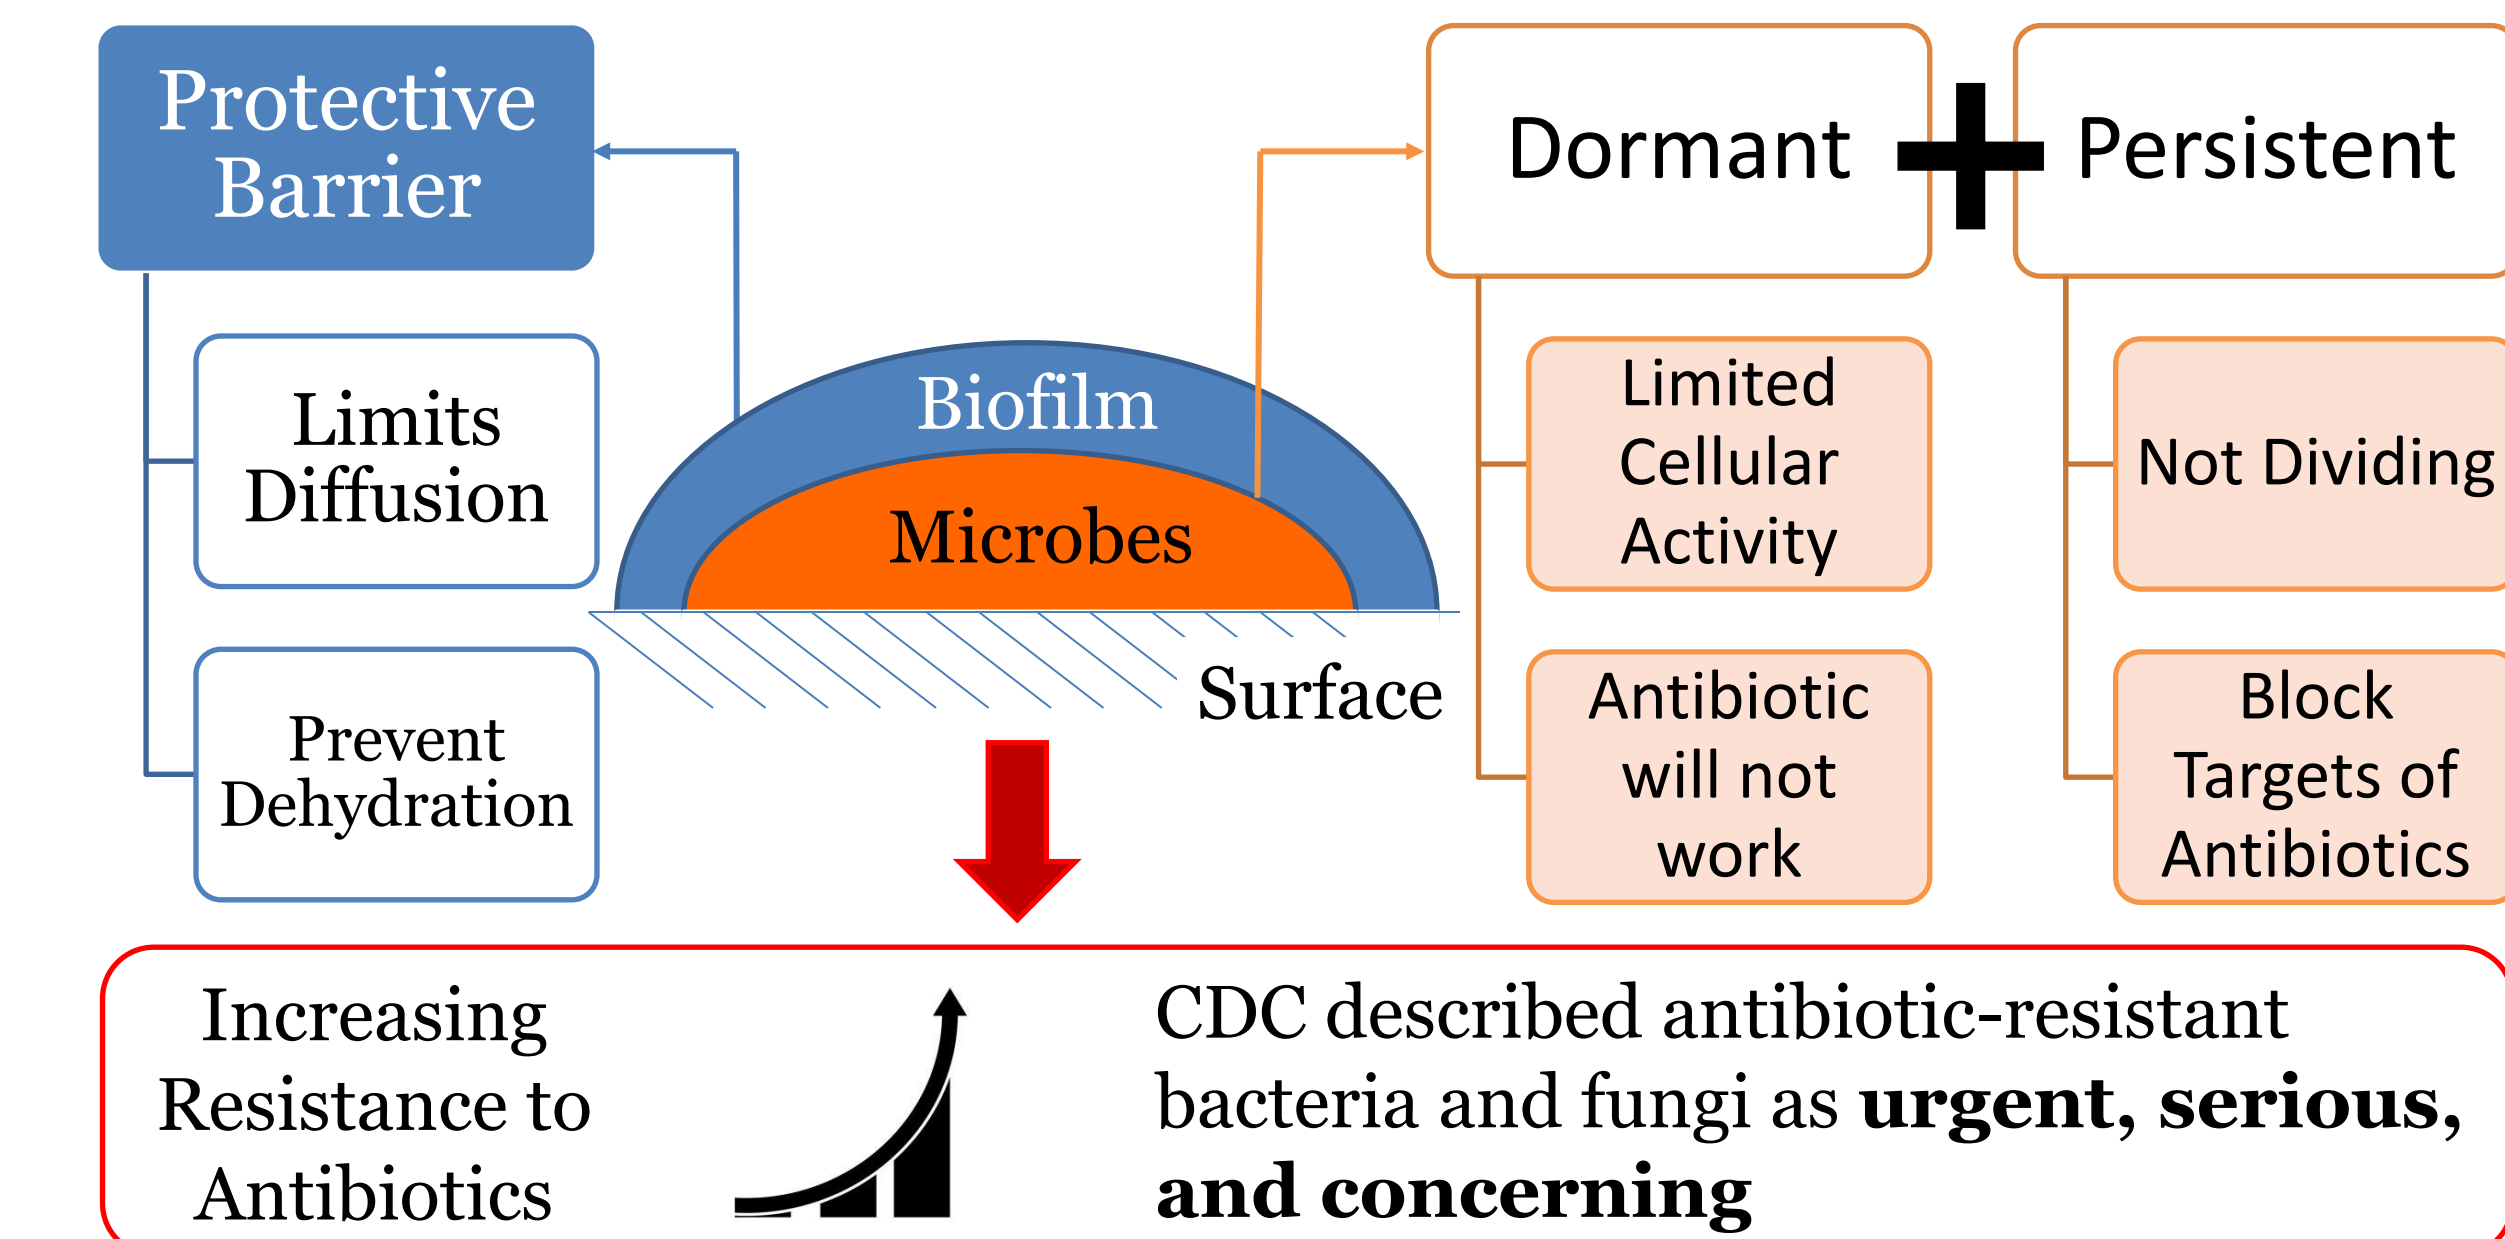 Protective
Barrier
Limits
Diffusion
Prevent
Dehydration
Biofilm
Microbes
Surface
Dormant
Limited
Cellular
Activity
Antibiotic
will not
work
Persistent
Not Dividing
Block
Targets of
Antibiotics
Increasing
Resistance to
Antibiotics
CDC described antibiotic-resistant
bacteria and fungi as urgent, serious,
and concerning